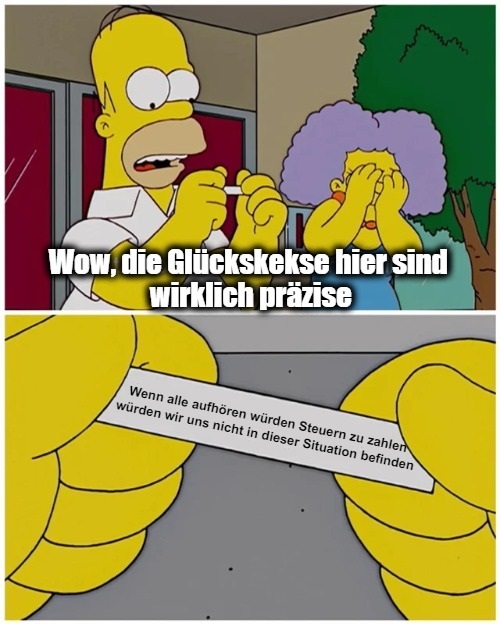 Wow, die Glückskekse hier sind
wirklich präzise
Wenn alle aufhören würden Steuern zu zahlen
würden wir uns nicht in dieser Situation befinden